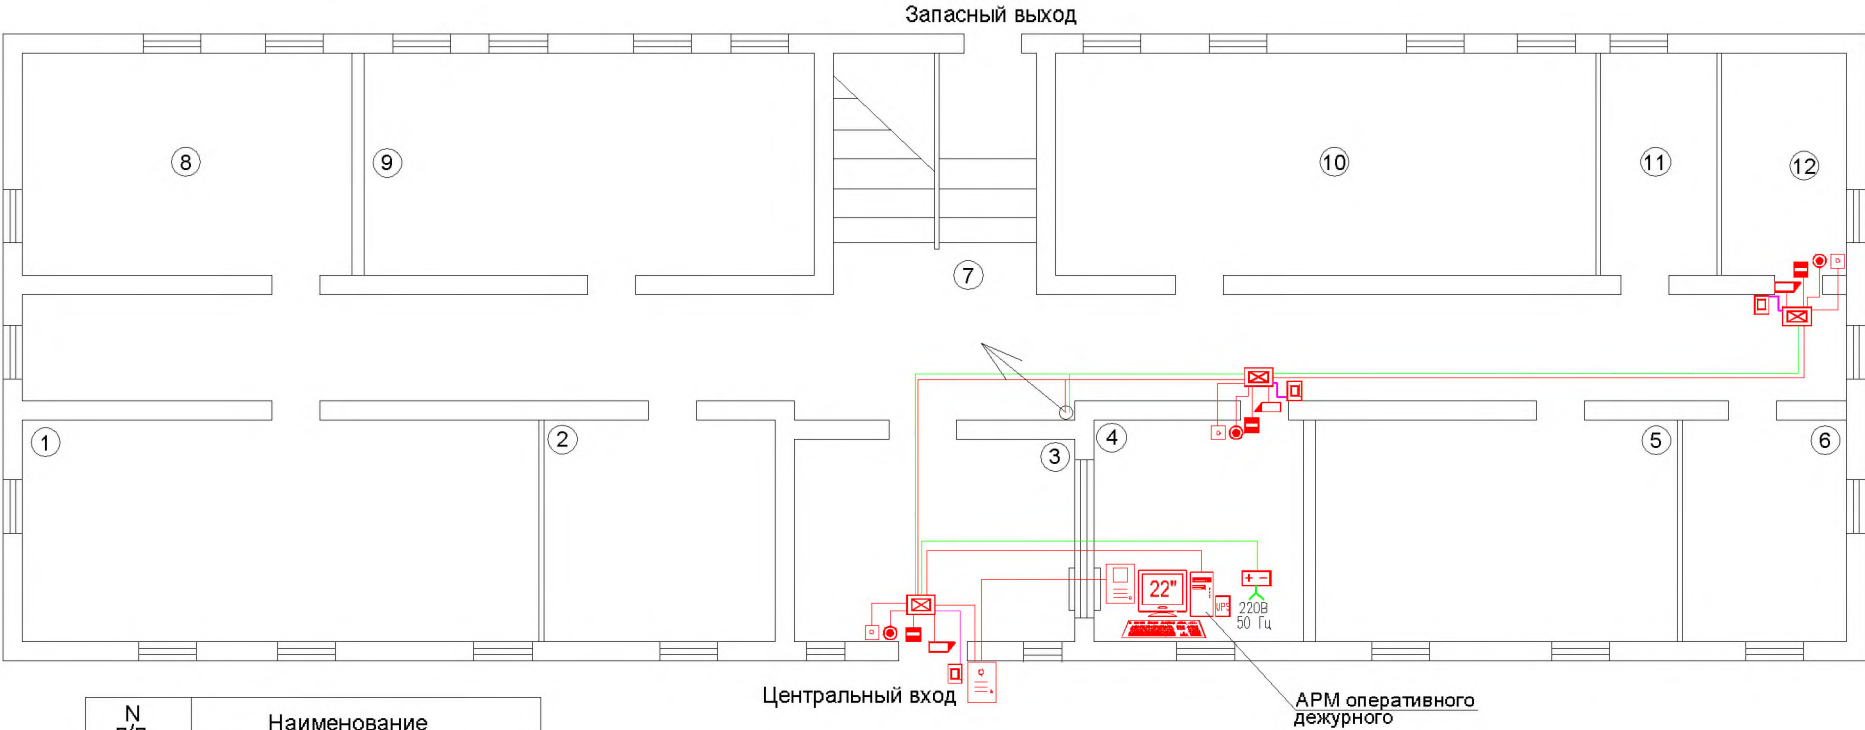 Запасный выход
8
9
10
11
12
7
1
2
3
4
5
6
22"
UPS
220В
50 Гц
Центральный вход
АРМ оперативного
дежурного
N
п/п
Наименование